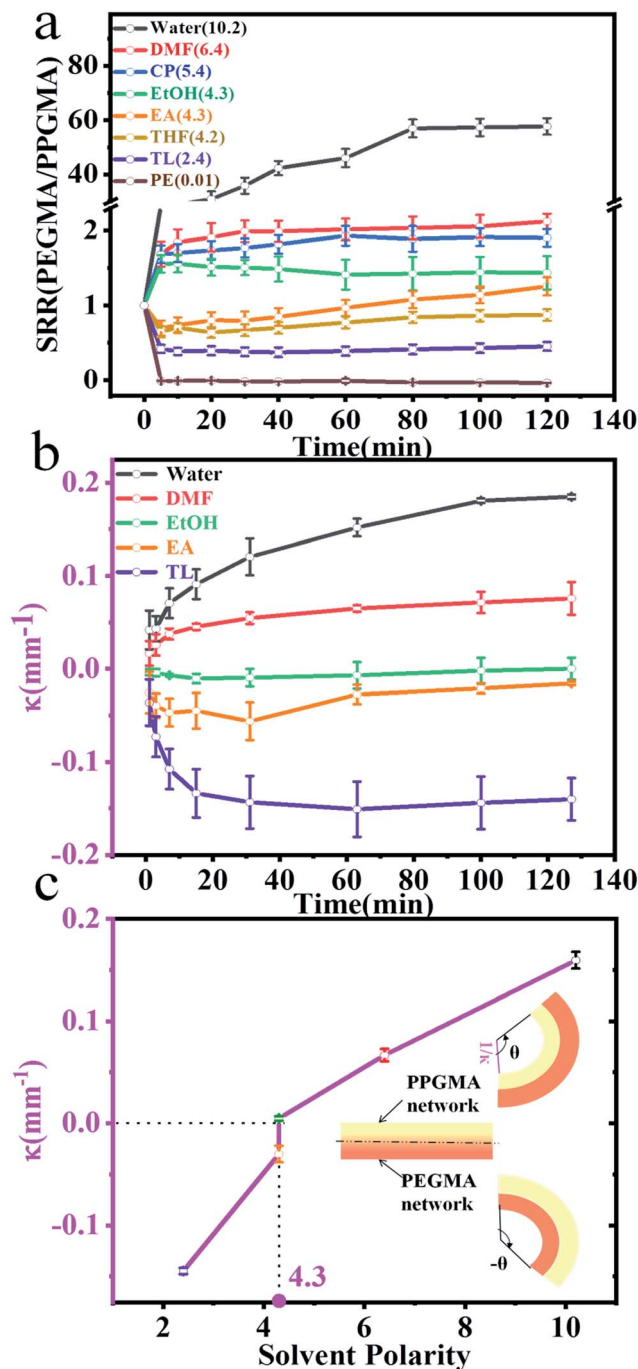 a
SRR(PEGMA/PPGMA)
80
60
40
2
1
0
Water(10.2)
DMF(6.4)
CP(5.4)
EtOH(4.3)
EA(4.3)
THF(4.2)
TL(2.4)
PE(0.01)
0 20 40 60 80 100 120 140
Time(min)
b
κ(mm-1)
0.2
0.1
0.0
-0.1
-0.2
Water
DMF
EtOH
EA
TL
0 20 40 60 80 100 120 140
Time(min)
c
κ(mm-1)
0.2
0.1
0.0
-0.1
1/κ
θ
PPGMA
network
PEGMA
network
-θ
4.3
2 4 6 8 10
Solvent Polarity